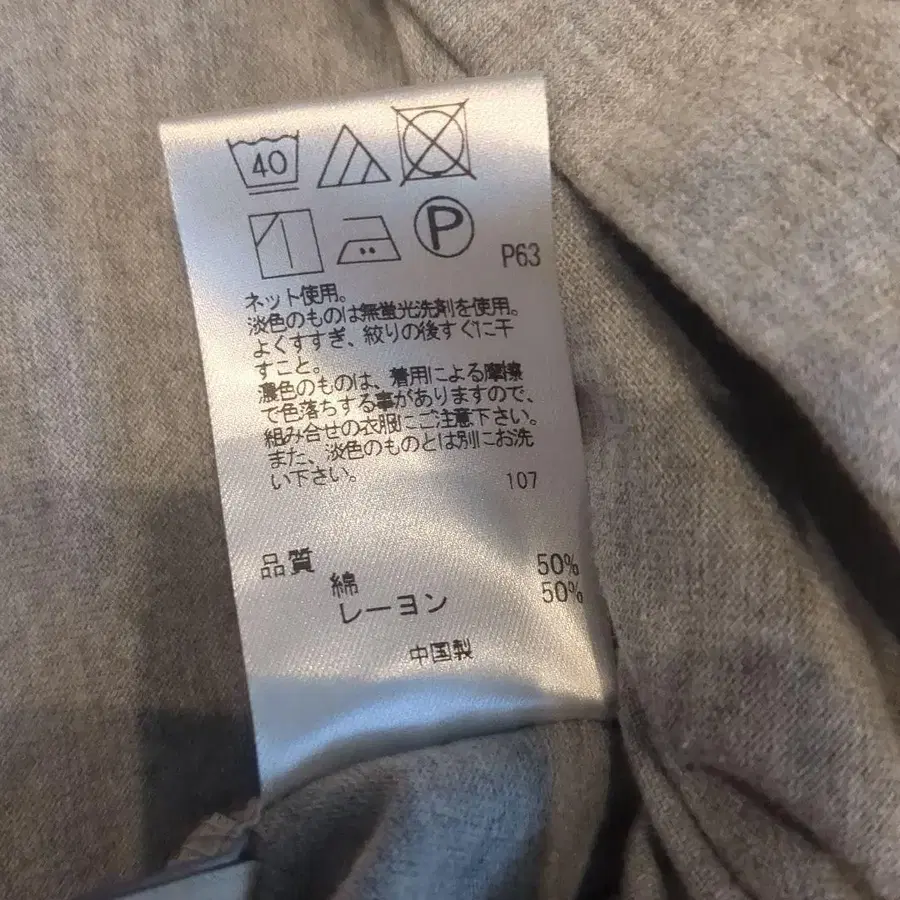 40
P
P63
ネット使用。
淡色のものは無蛍光洗剤を使用。
よくすすぎ、絞りの後すぐに干
すこと。
濃色のものは、着用による摩擦
で色落ちする事がありますので、
組み合せの衣服にご注意下さい。
また、淡色のものとは別にお洗
い下さい。
107
品質
綿 50%
レーヨン 50%
中国製